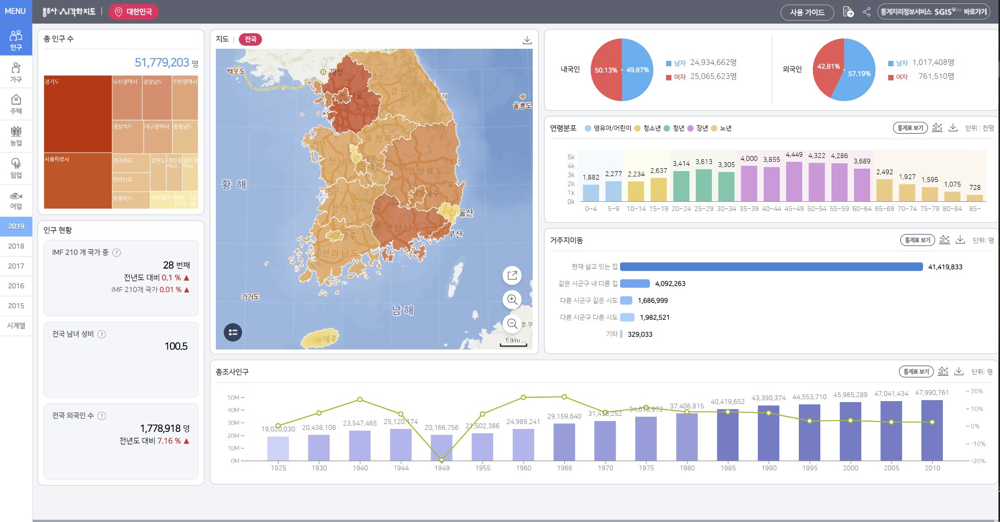 MENU
총조사 시각화지도
대한민국
사용 가이드
통계지리정보서비스 SGIS plus 바로가기
인구
가구
주택
농업
임업
어업
2019
2018
2017
2016
2015
시계열
총 인구 수
51,779,203 명
경기도
부산광역시
경상남도
인천광역시
경상북도
대구광역시
충청남도
서울특별시
전라북도
강원도
대전광역시
광주광역시
전라남도
충청북도
울산광역시
제주특별
세종
인구 현황
IMF 210 개 국가 중 ?
28 번째
전년도 대비 0.1 % ▲
IMF 210개 국가 0.01 % ▲
전국 남녀 성비 ?
100.5
전국 외국인 수 ?
1,778,918 명
전년도 대비 7.16 % ▲
지도
전국
백령도
개성
속초
춘천
강원도
강릉
동해
서울
경기도
울릉도
서산
충청북도
세종
대전
영덕
경상북도
황해
포항
군산
대구
전라북도
울산
경상남도
부산
광주
전라남도
가거도
남해
후쿠
제주
51km
내국인
50.13%
49.87%
남자 24,934,662명
여자 25,065,623명
외국인
42.81%
57.19%
남자 1,017,408명
여자 761,510명
연령분포
영유아/어린이 청소년 청년 장년 노년
통계표 보기
단위 : 천명
5k
4k
3k
2k
1k
0k
1,882 2,277 2,234 2,637 3,414 3,613 3,305 4,000 3,855 4,449 4,322 4,286 3,689 2,492 1,927 1,595 1,075 728
0~4 5~9 10~14 15~19 20~24 25~29 30~34 35~39 40~44 45~49 50~54 55~59 60~64 65~69 70~74 75~79 80~84 85~
거주지이동
통계표 보기
단위: 명
현재 살고 있는 집 41,419,833
같은 시군구 내 다른 집 4,092,263
다른 시군구 같은 시도 1,686,999
다른 시군구 다른 시도 1,982,521
기타 329,033
총조사인구
통계표 보기
단위: 명
50M
40M
30M
20M
10M
0M
19,020,030 20,438,108 23,547,465 25,120,174 20,166,756 21,502,386 24,989,241 29,159,640 31,435,252 34,678,972 37,406,815 40,419,652 43,390,374 44,553,710 45,985,289 47,041,434 47,990,761
20%
10%
0%
-10%
-20%
1925 1930 1940 1944 1949 1955 1960 1966 1970 1975 1980 1985 1990 1995 2000 2005 2010